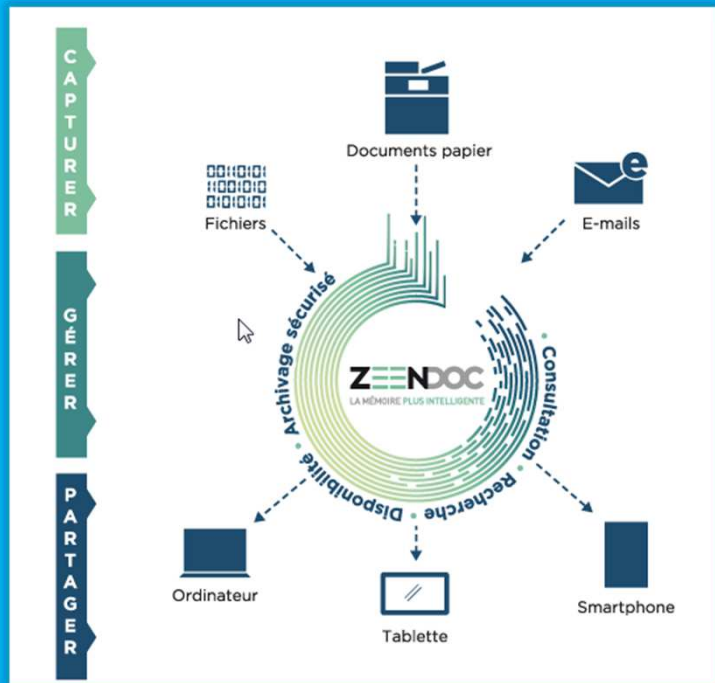 CAPTURER
Documents papier
Fichiers
E-mails
GÉRER
Archivage sécurisé • Disponibilité • Recherche • Consultation •
ZEENDOC
LA MÉMOIRE PLUS INTELLIGENTE
PARTAGER
Ordinateur
Tablette
Smartphone